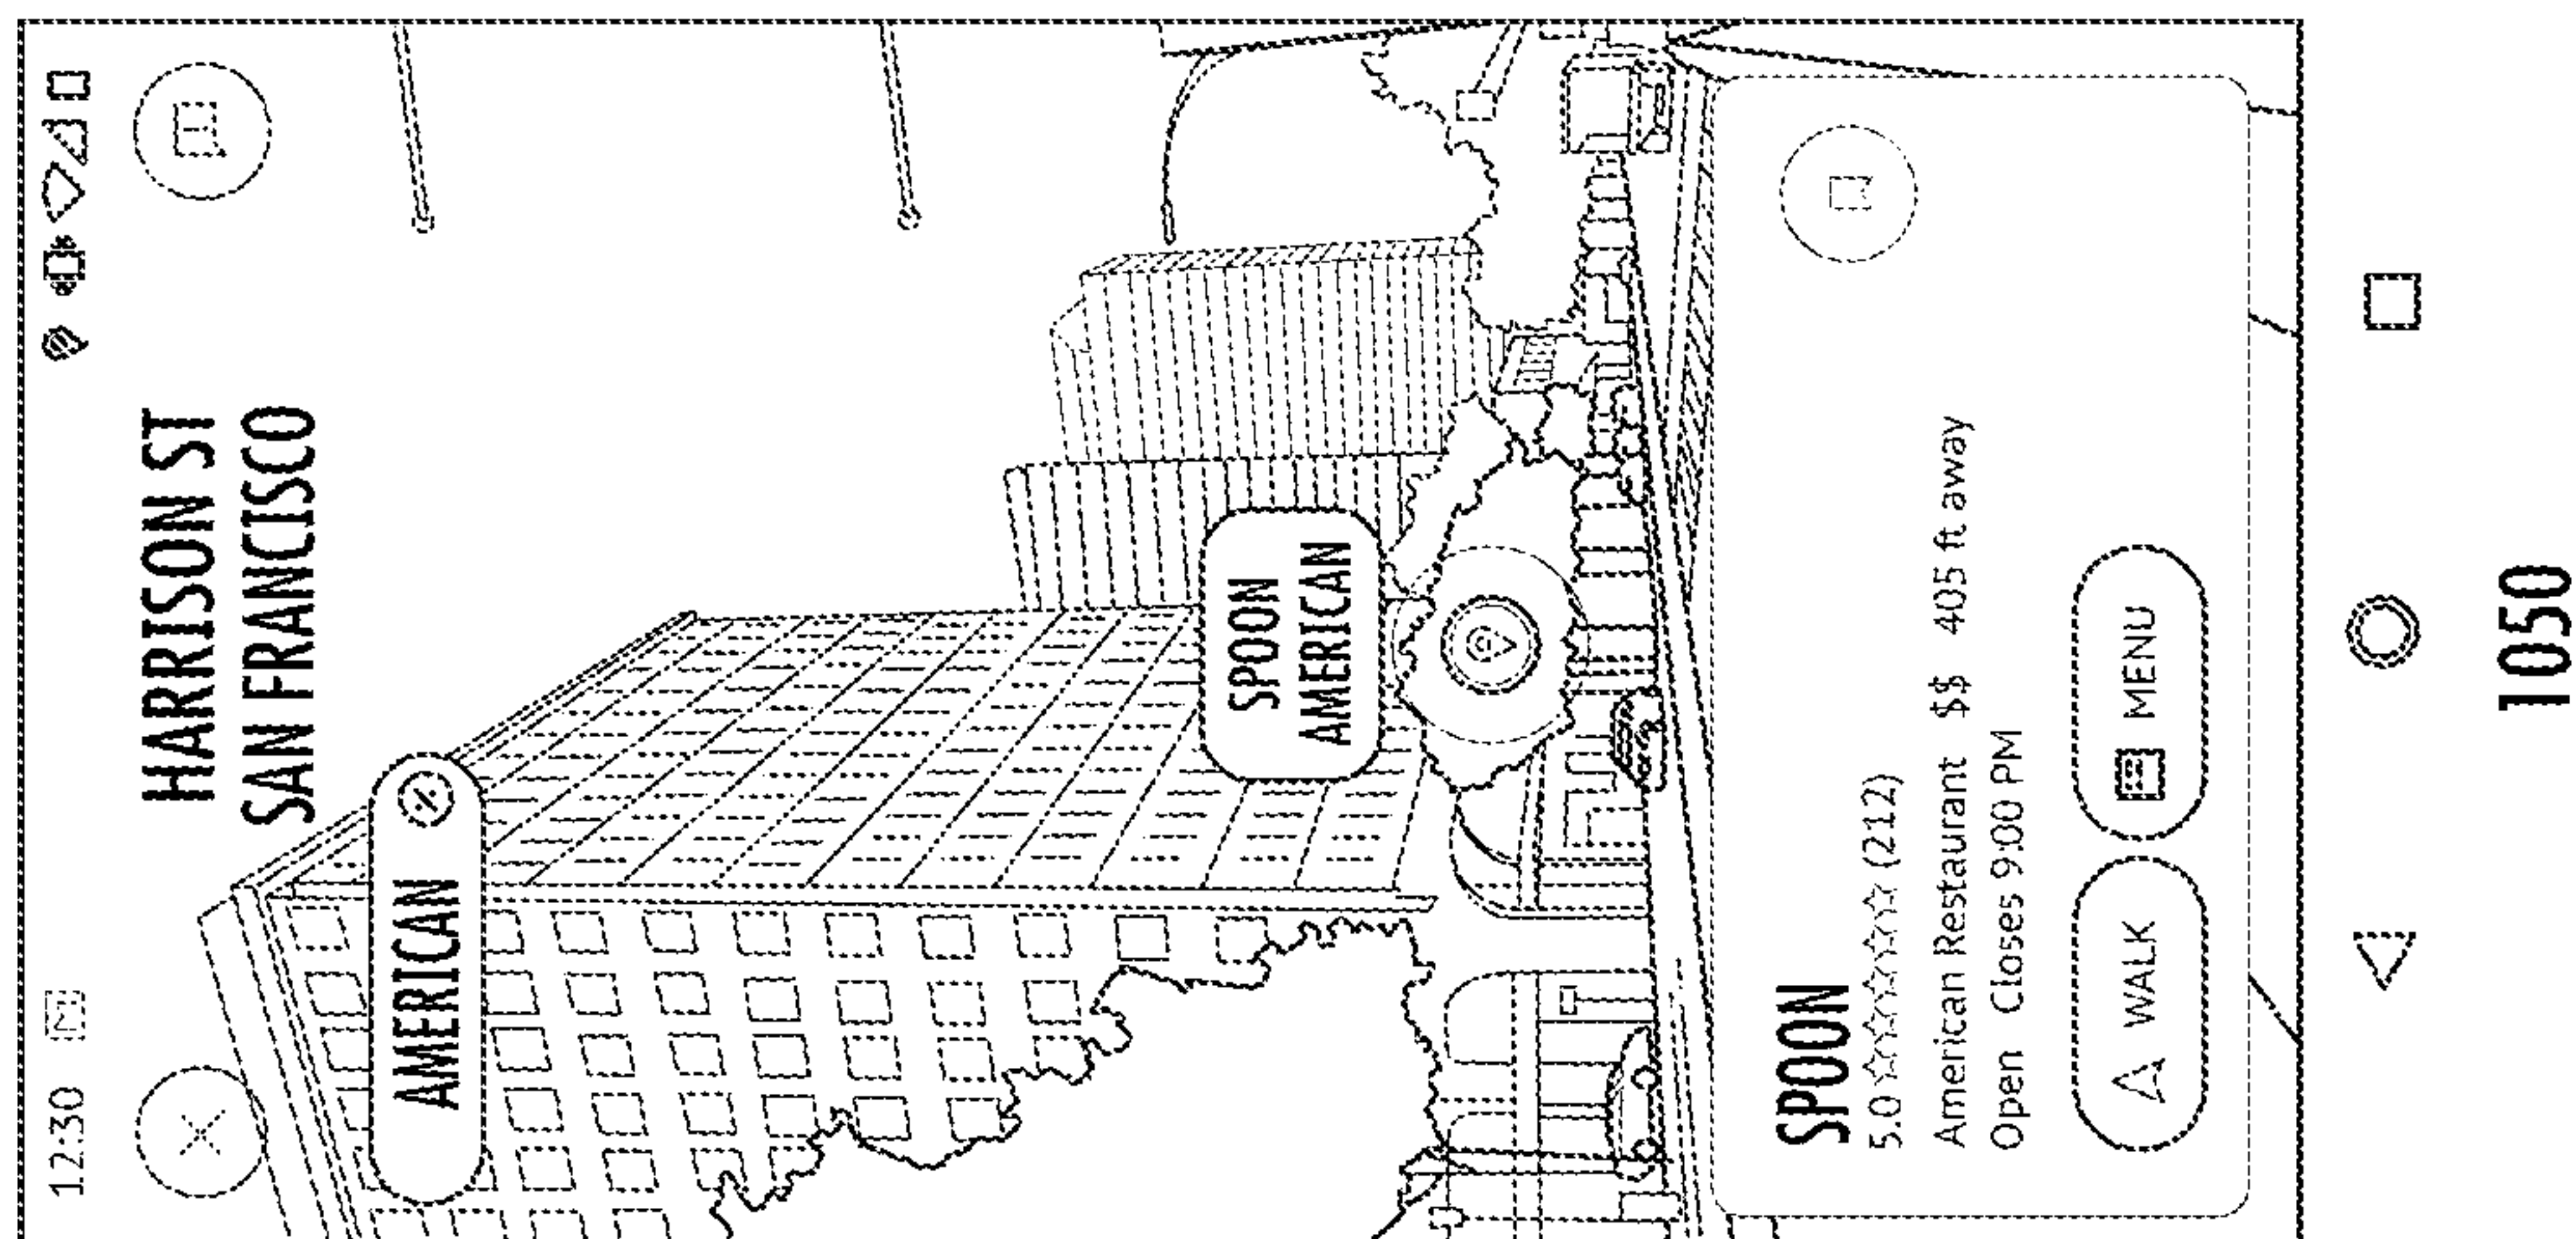 12:30
HARRISON ST
SAN FRANCISCO
AMERICAN
SPOON
AMERICAN
SPOON
5.0 ☆☆☆☆☆☆ (212)
American Restaurant $$ 405 ft away
Open Closes 9:00 PM
WALK
MENU
1050